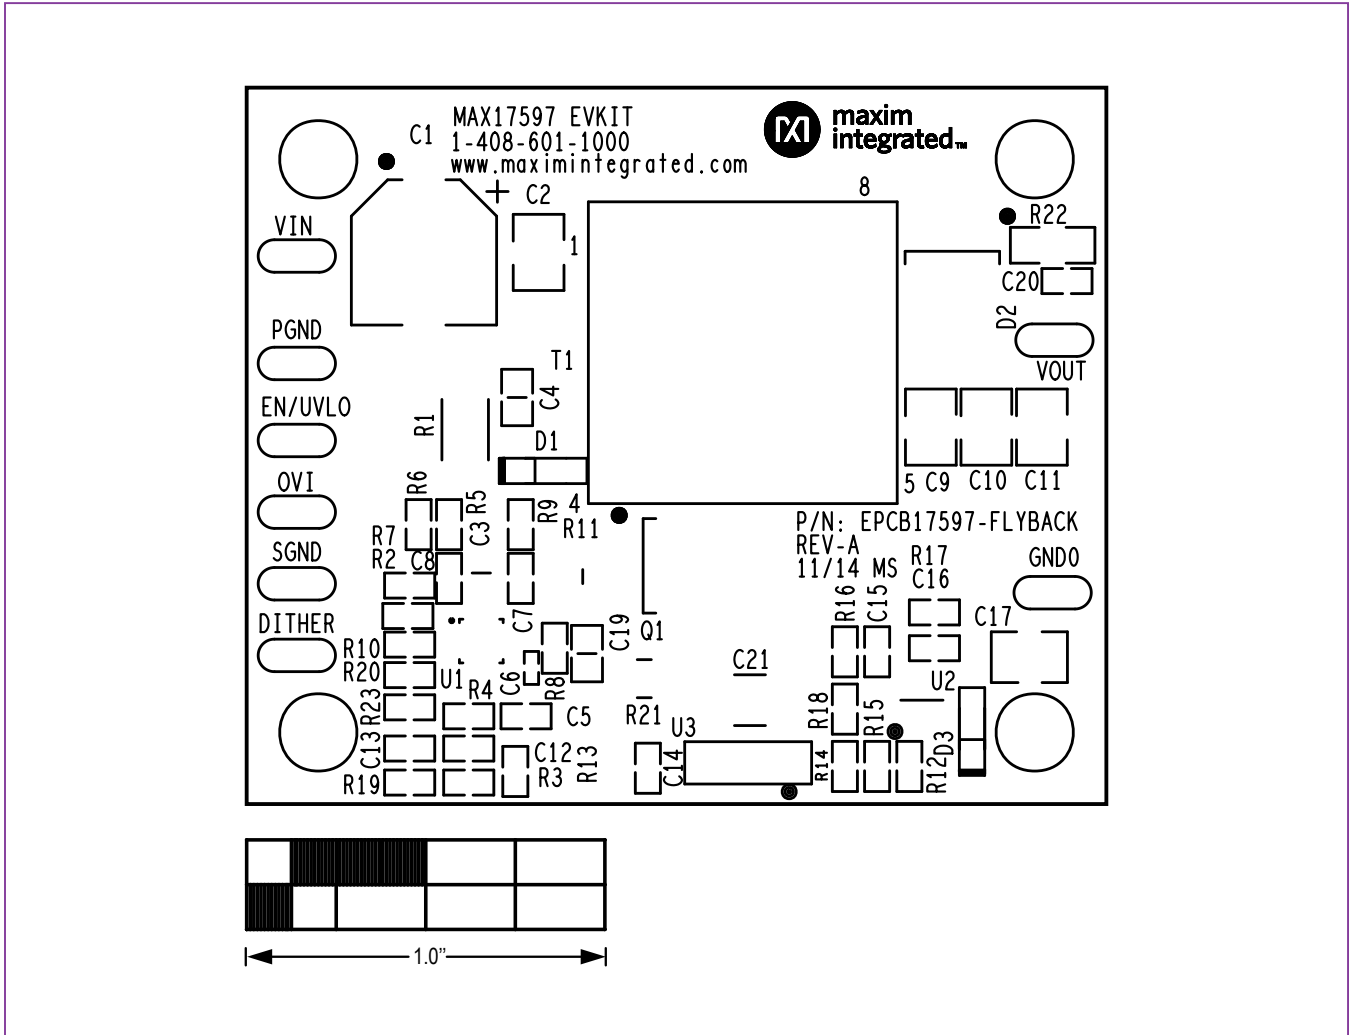 MAX17597 EVKIT
1-408-601-1000
www.maximintegrated.com
maxim
integrated™
C1
+
C2
8
R22
VIN
1
C20
D2
PGND
VOUT
T1
C4
EN/UVLO
R1
D1
OVI
R6
5
C9
C10
C11
R5
R9
4
R11
P/N: EPCB17597-FLYBACK
REV-A
11/14 MS
R7
C3
SGND
R2
C8
R17
C16
GND0
DITHER
C7
C19
Q1
R16
C15
C17
R10
R20
U1
C6
R8
C21
U2
R4
R23
C5
R21
U3
R18
R15
C13
C12
R13
C14
R14
D3
R19
R3
R12
1.0”